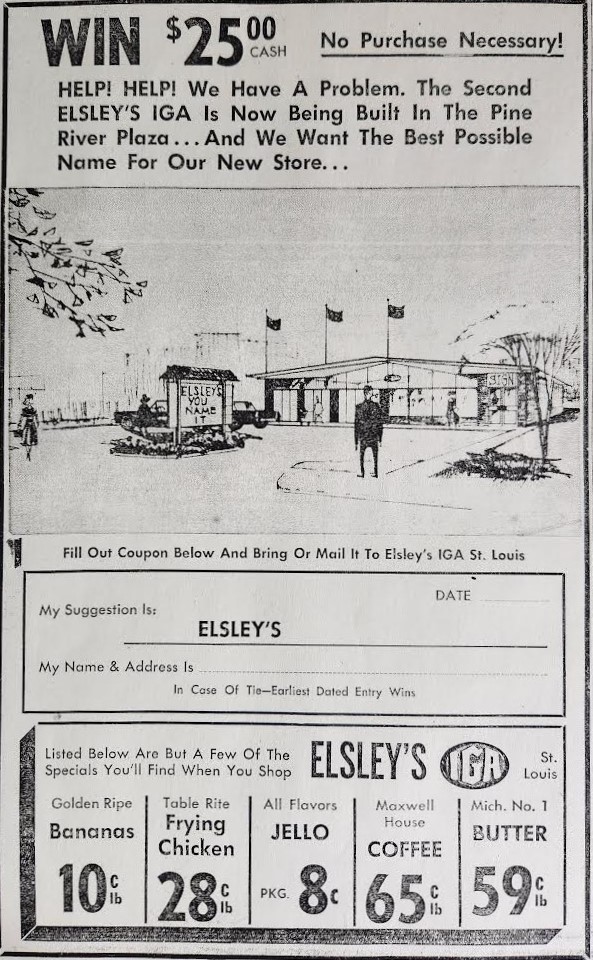 WIN $25.00 CASH No Purchase Necessary!
HELP! HELP! We Have A Problem. The Second
ELSLEY'S IGA Is Now Being Built In The Pine
River Plaza... And We Want The Best Possible
Name For Our New Store...
ELSLEY'S
YOU
NAME
IT
SIGN
Fill Out Coupon Below And Bring Or Mail It To Elsley's IGA St. Louis
DATE
My Suggestion Is:
ELSLEY'S
My Name & Address Is
In Case Of Tie—Earliest Dated Entry Wins
Listed Below Are But A Few Of The
Specials You'll Find When You Shop
ELSLEY'S IGA St. Louis
Golden Ripe
Bananas
10c lb
Table Rite
Frying
Chicken
28c lb
All Flavors
JELLO
PKG. 8c
Maxwell
House
COFFEE
65c lb
Mich. No. 1
BUTTER
59c lb